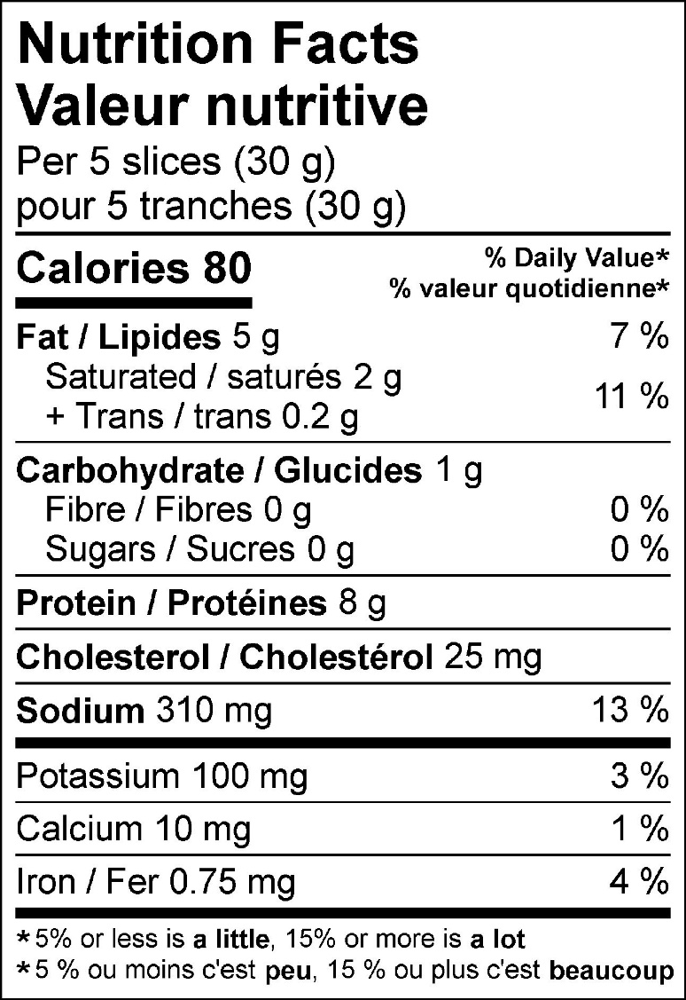 Nutrition Facts
Valeur nutritive
Per 5 slices (30 g)
pour 5 tranches (30 g)
Calories 80
% Daily Value*
% valeur quotidienne*
Fat / Lipides 5 g 7 %
Saturated / saturés 2 g
+ Trans / trans 0.2 g 11 %
Carbohydrate / Glucides 1 g
Fibre / Fibres 0 g 0 %
Sugars / Sucres 0 g 0 %
Protein / Protéines 8 g
Cholesterol / Cholestérol 25 mg
Sodium 310 mg 13 %
Potassium 100 mg 3 %
Calcium 10 mg 1 %
Iron / Fer 0.75 mg 4 %
*5% or less is a little, 15% or more is a lot
*5 % ou moins c'est peu, 15 % ou plus c'est beaucoup